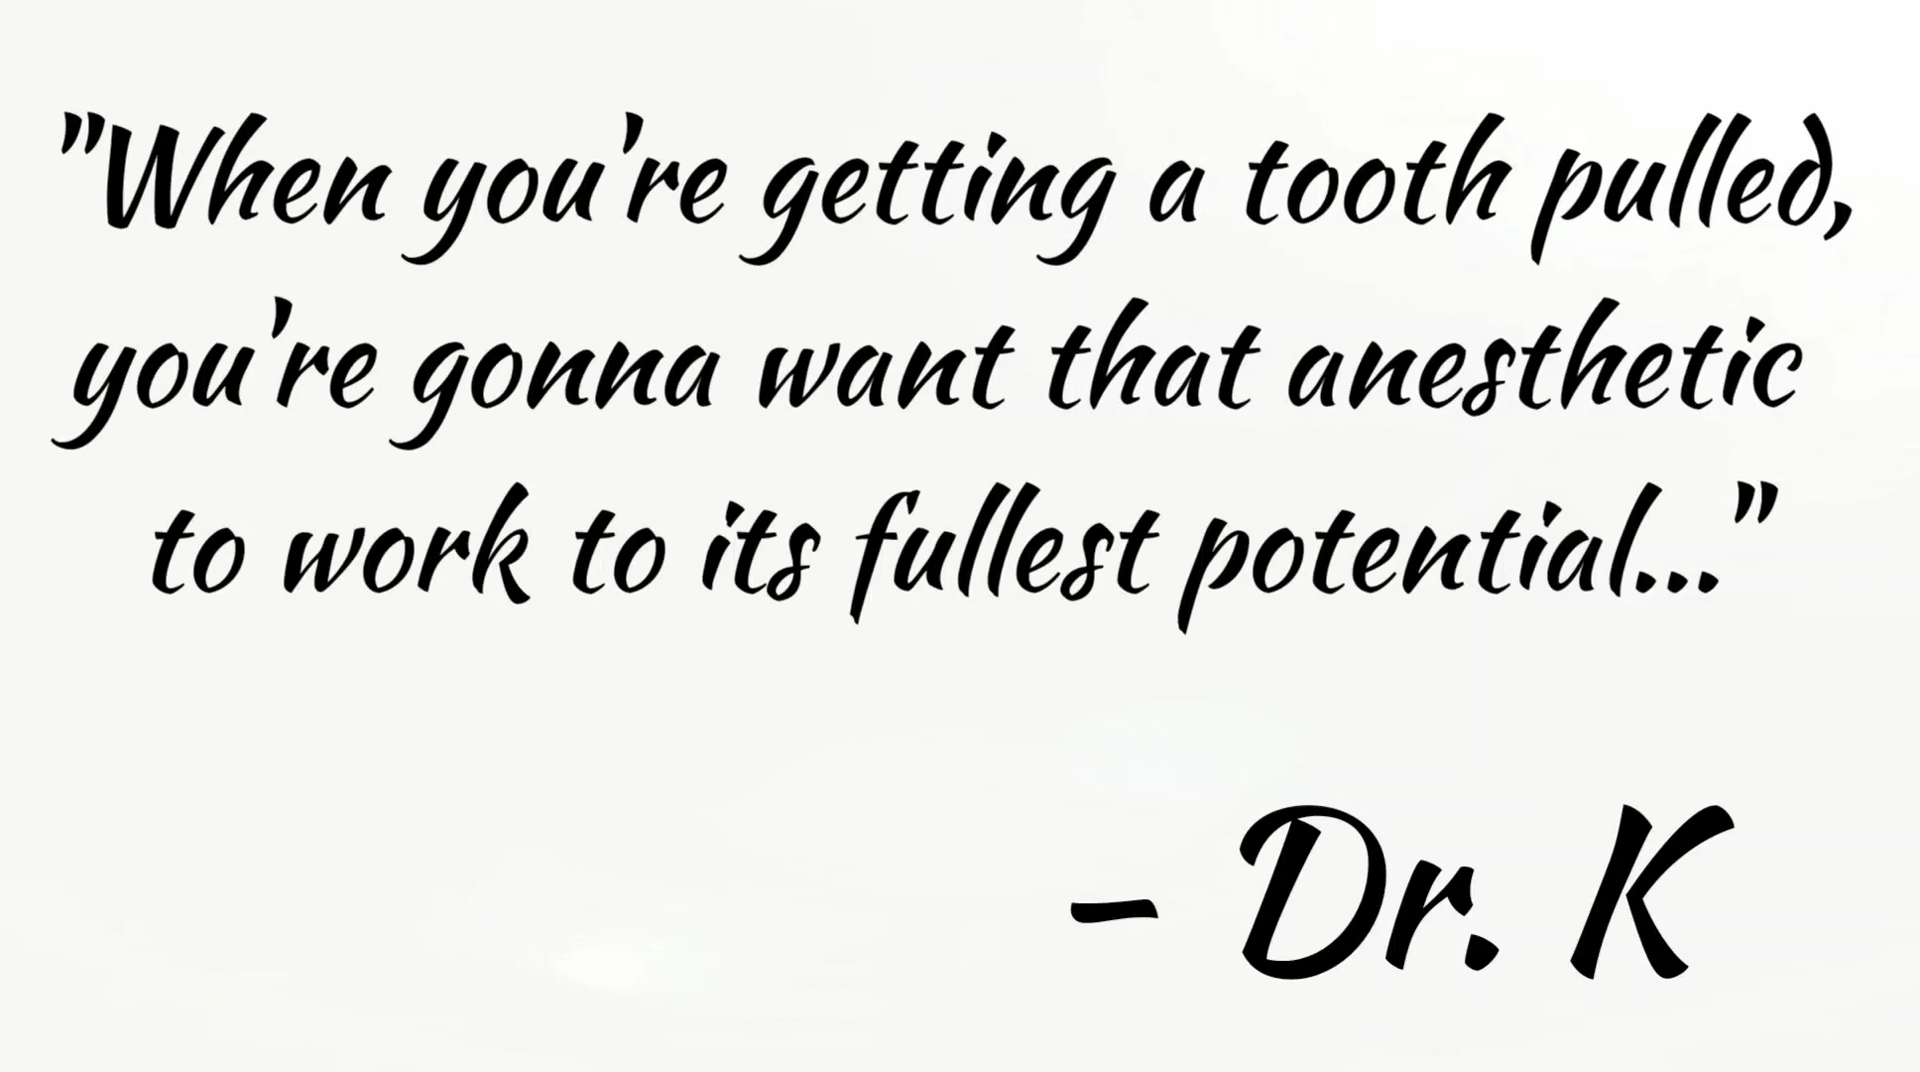 "When you're getting a tooth pulled,
you're gonna want that anesthetic
to work to its fullest potential..."
- Dr. K